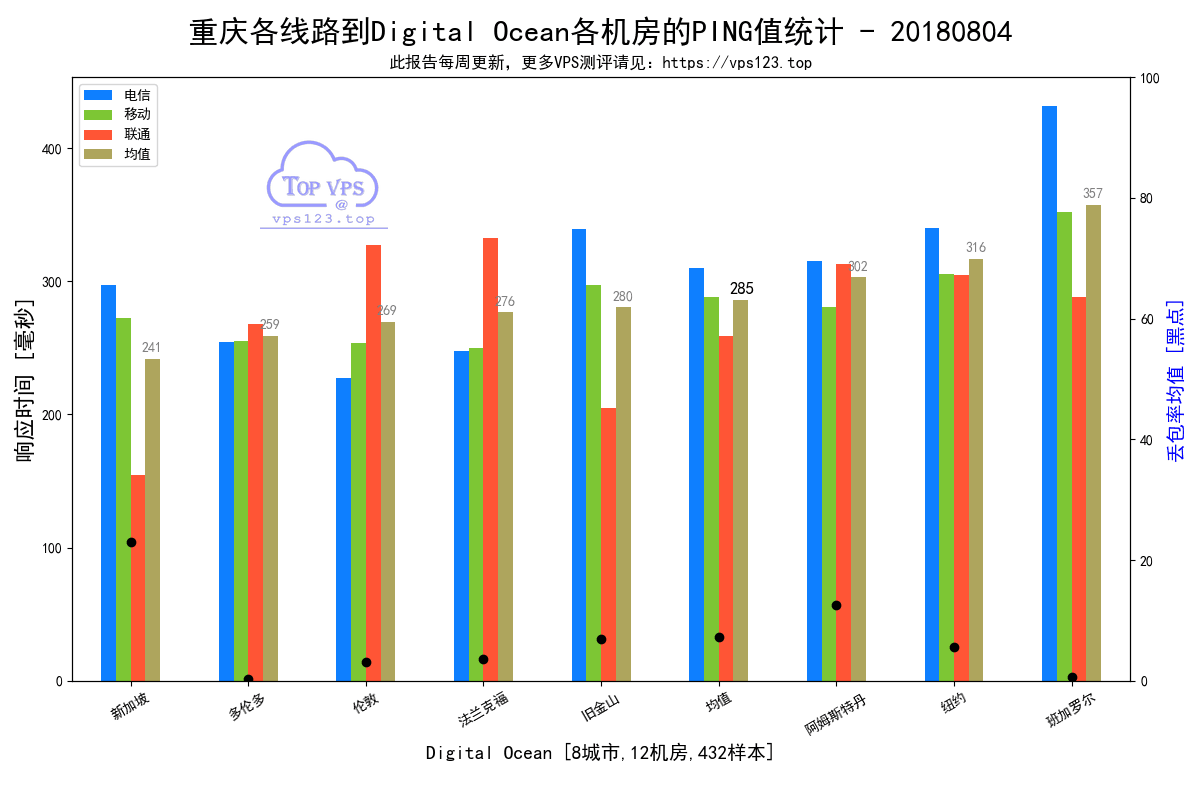 重庆各线路到Digital Ocean各机房的PING值统计 - 20180804
此报告每周更新，更多VPS测评请见：https://vps123.top
电信
移动
联通
均值
TOP VPS
@
vps123.top
响应时间 [毫秒]
400
300
200
100
0
241
259
269
276
280
285
302
316
357
100
80
60
40
20
0
丢包率均值 [黑点]
新加坡
多伦多
伦敦
法兰克福
旧金山
均值
阿姆斯特丹
纽约
班加罗尔
Digital Ocean [8城市,12机房,432样本]